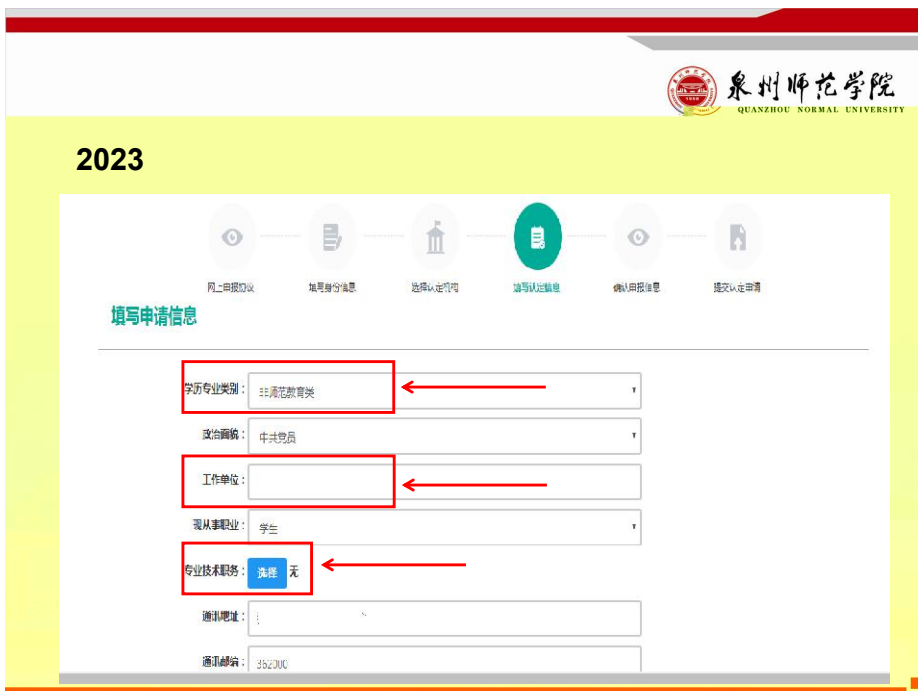 泉州师范学院
QUANZHOU NORMAL UNIVERSITY
2023
网上申报协议 填写身份信息 选择认定机构 填写认定信息 确认申报信息 提交认定申请
填写申请信息
学历专业类别： 非师范教育类
政治面貌： 中共党员
工作单位：
现从事职业： 学生
专业技术职务： 选择 无
通讯地址：
通讯邮编： 362000